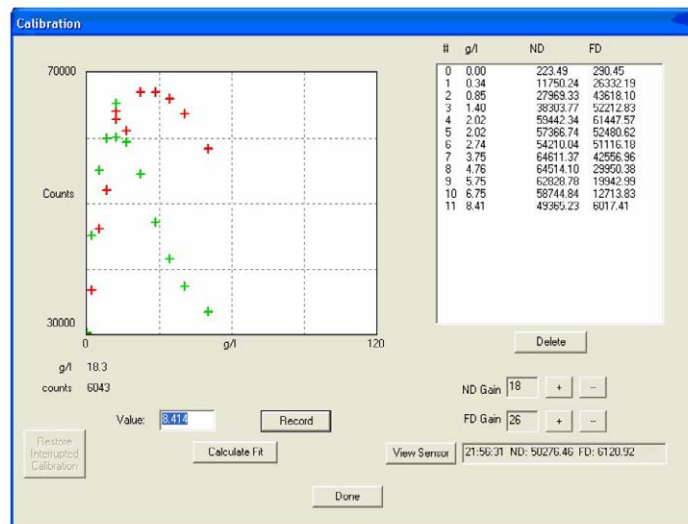 Calibration
# g/l ND FD
70000
0 0.00 223.49 290.45
1 0.34 11750.24 26332.19
2 0.85 27969.33 43618.10
3 1.40 38303.77 52212.83
4 2.02 59442.34 61447.57
5 2.02 57366.74 52480.62
6 2.74 54210.04 51116.18
7 3.75 64611.37 42556.96
8 4.76 64514.10 29950.38
9 5.75 62828.78 19942.99
10 6.75 58744.84 12713.83
11 8.41 49365.23 6017.41
Counts
30000
0 g/l 120
Delete
g/l 18.3
counts 6043
ND Gain 18 + --
FD Gain 26 + --
Value: 8.414 Record
Restore
Interrupted
Calibration
Calculate Fit
View Sensor 21:56:31 ND: 50276.46 FD: 6120.92
Done